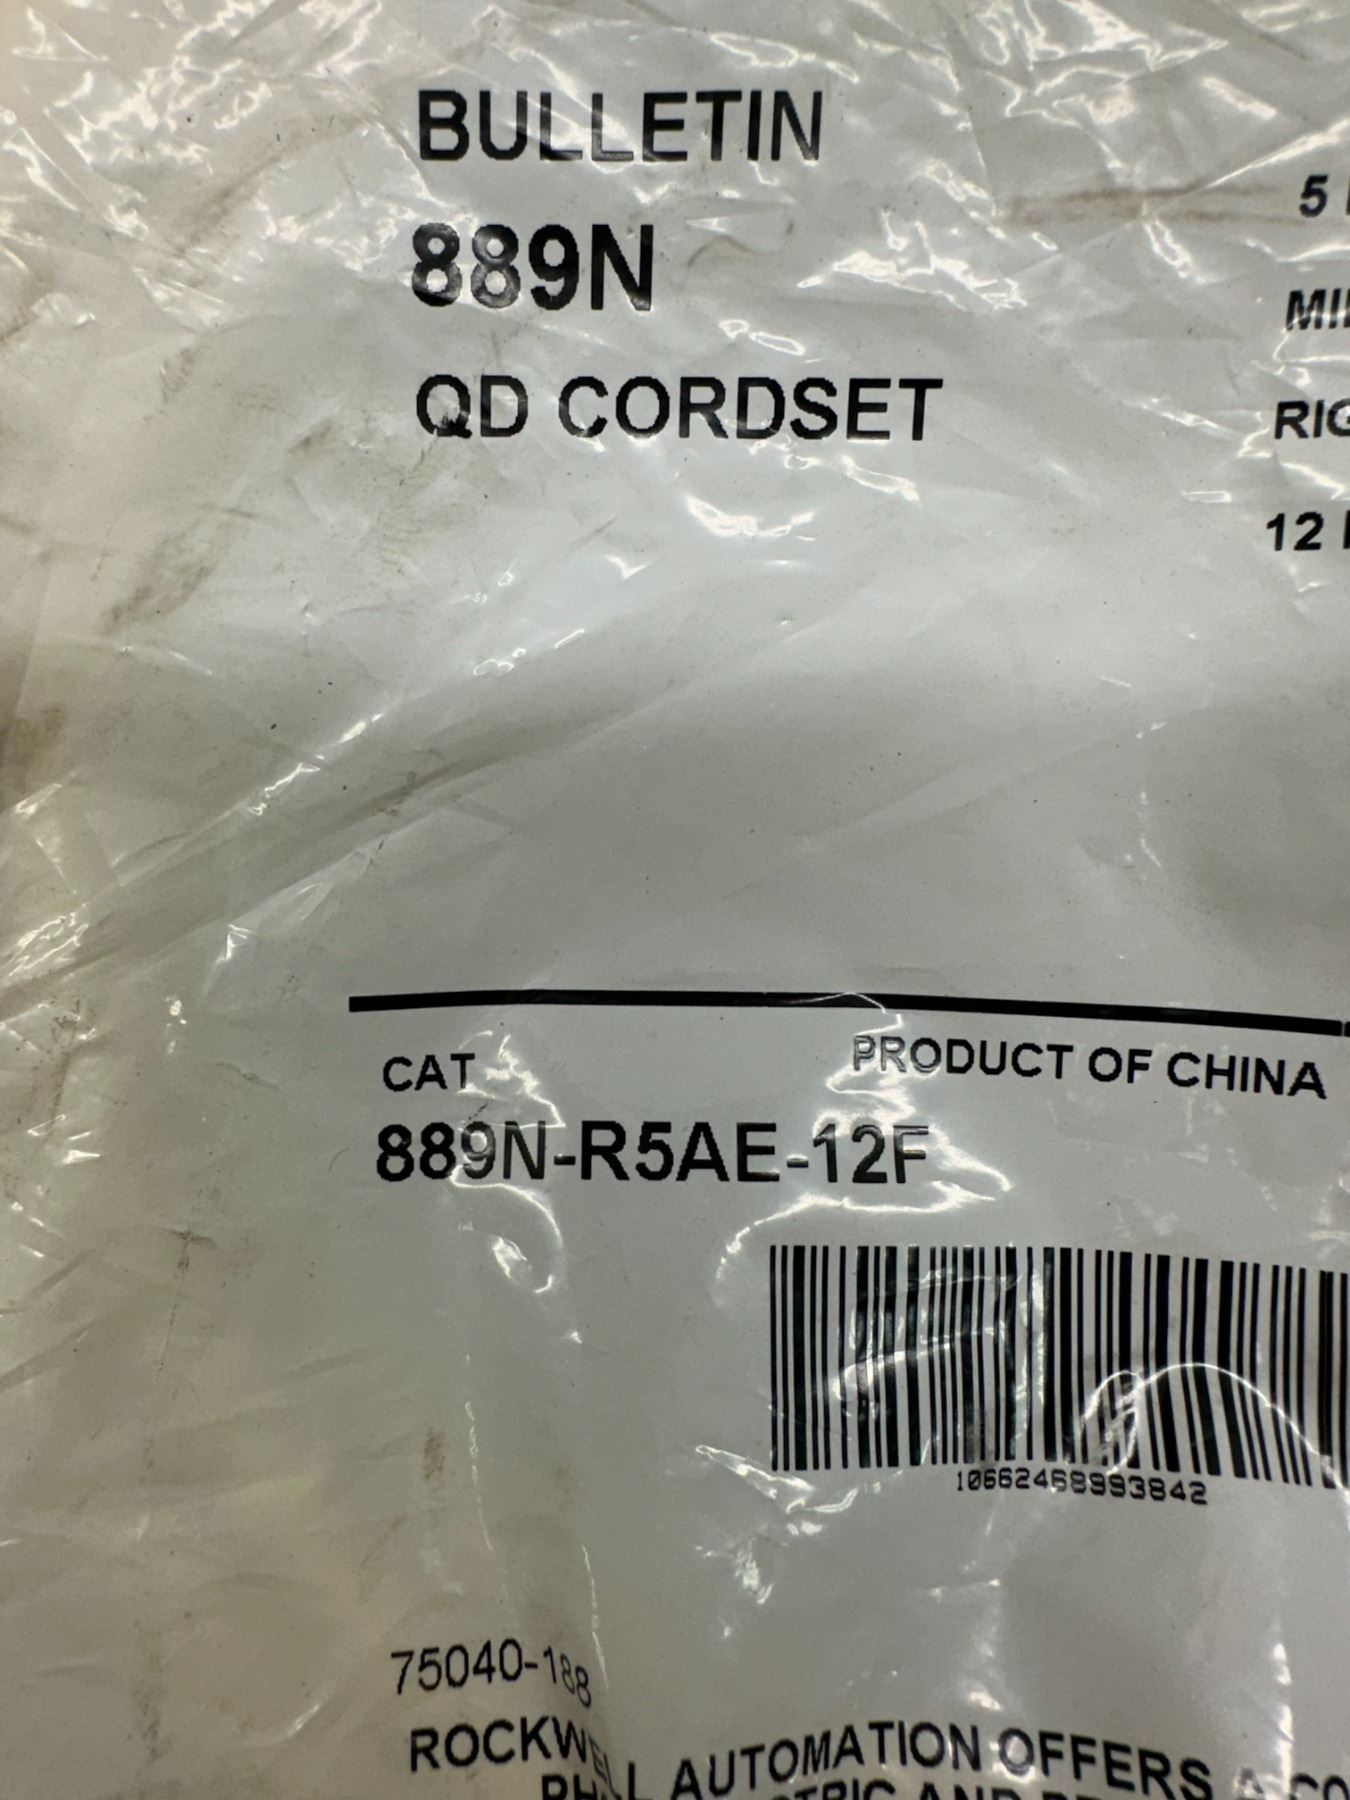 BULLETIN
889N
QD CORDSET
5
RIG
12
CAT
PRODUCT OF CHINA
889N-R5AE-12F
10662468993842
75040-188
ROCKWELL AUTOMATION OFFERS A CO